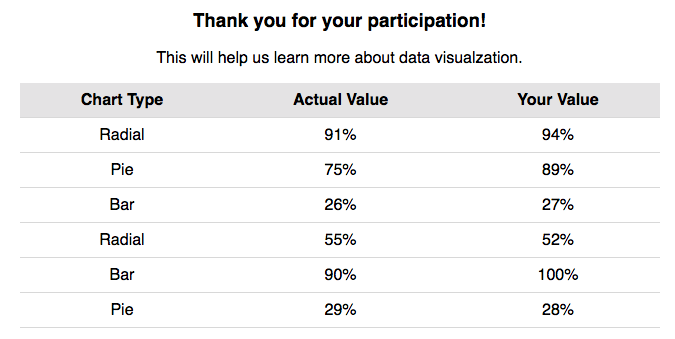 Thank you for your participation!
This will help us learn more about data visualzation.
Chart Type Actual Value Your Value
Radial 91% 94%
Pie 75% 89%
Bar 26% 27%
Radial 55% 52%
Bar 90% 100%
Pie 29% 28%